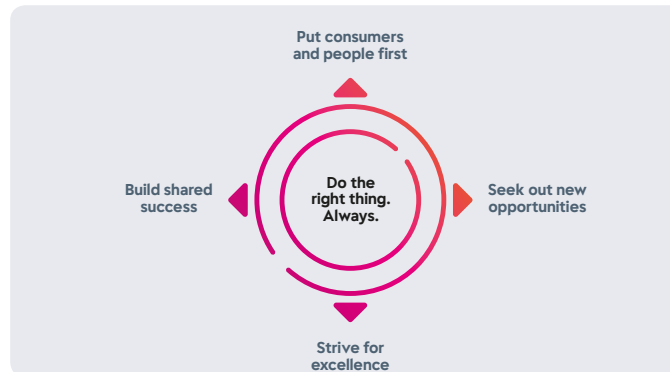 Put consumers
and people first
Build shared
success
Do the
right thing.
Always.
Seek out new
opportunities
Strive for
excellence